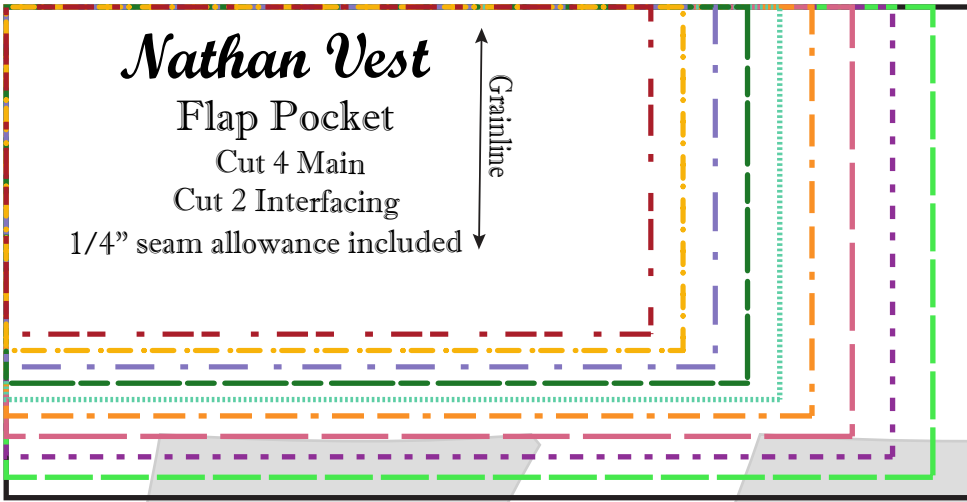 Nathan Vest
Flap Pocket
Cut 4 Main
Cut 2 Interfacing
1/4” seam allowance included
Grainline